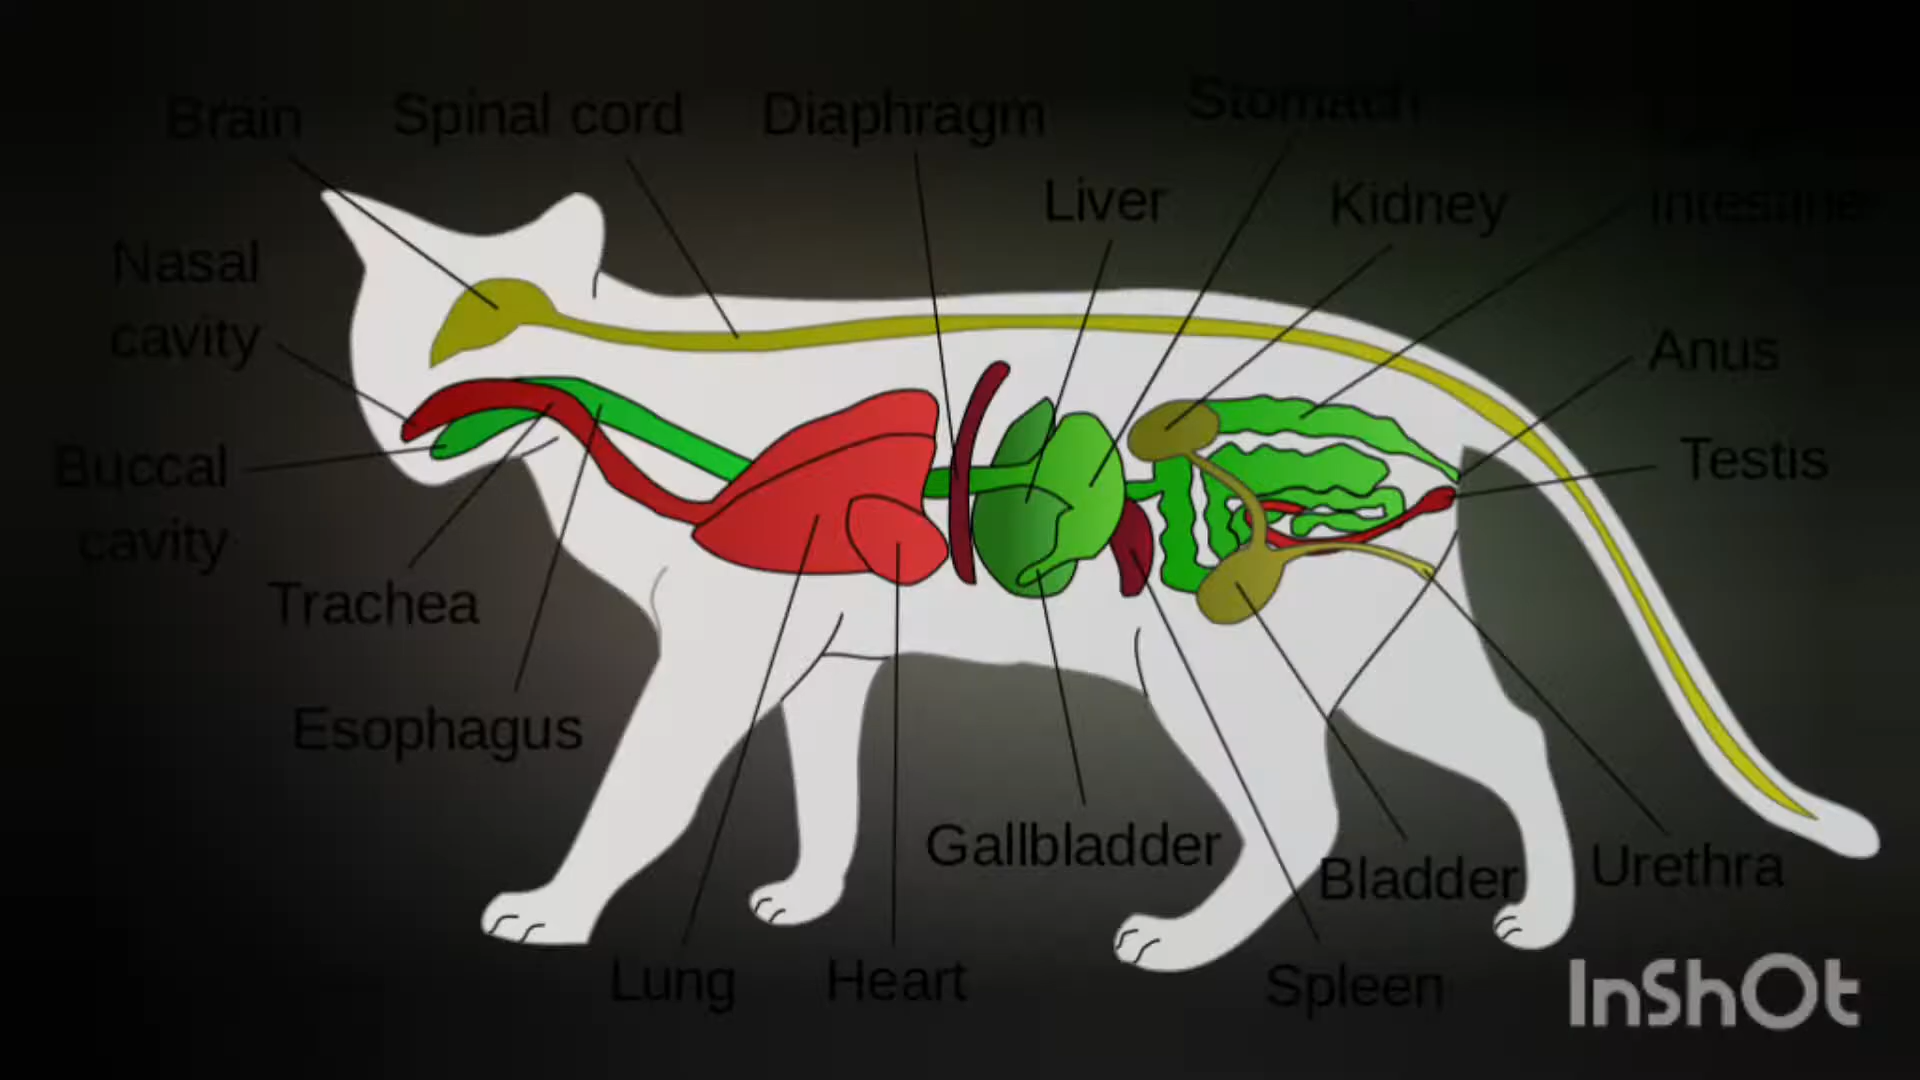 Brain
Spinal cord
Diaphragm
Stomach
Liver
Kidney
Intestine
Nasal
cavity
Anus
Buccal
cavity
Testis
Trachea
Esophagus
Gallbladder
Bladder
Urethra
Lung
Heart
Spleen
InShOt